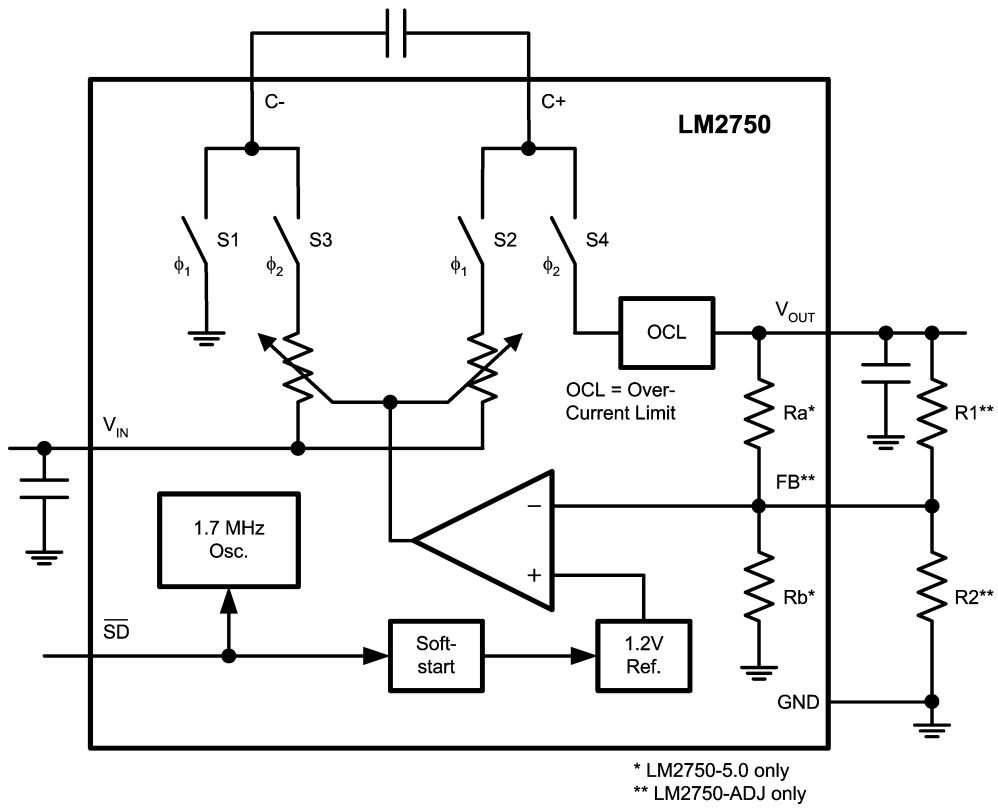 C-
C+
LM2750
S1
S3
S2
S4
ϕ1
ϕ2
ϕ1
ϕ2
VOUT
OCL
OCL = Over-
Current Limit
Ra*
R1**
VIN
FB**
1.7 MHz
Osc.
−
+
Rb*
R2**
SD
Soft-
start
1.2V
Ref.
GND
* LM2750-5.0 only
** LM2750-ADJ only